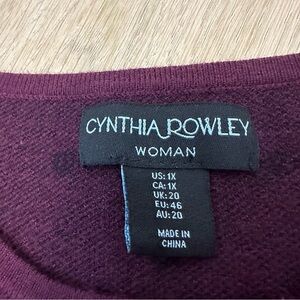 CYNTHIA ROWLEY
WOMAN
US: 1X
CA: 1X
UK: 20
EU: 46
AU: 20
MADE IN
CHINA